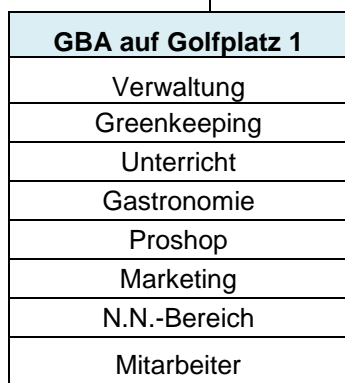 GBA auf Golfplatz 1
Verwaltung
Greenkeeping
Unterricht
Gastronomie
Proshop
Marketing
N.N.-Bereich
Mitarbeiter